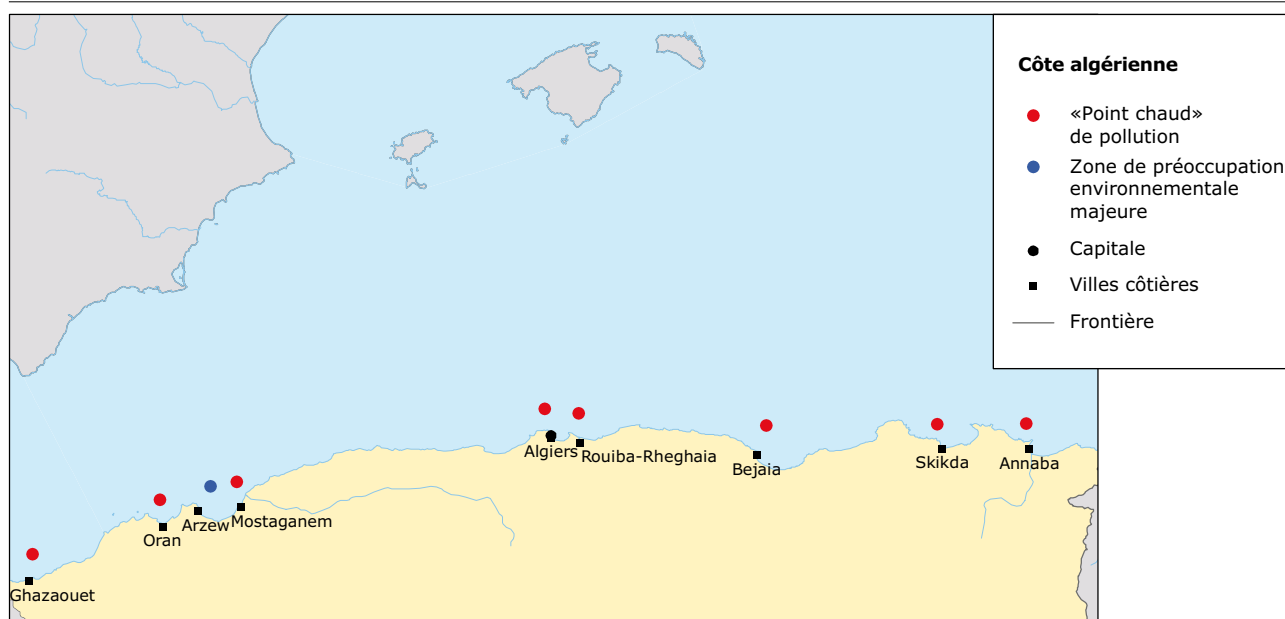 Côte algérienne
«Point chaud»
de pollution
Zone de préoccupation
environnementale
majeure
Capitale
Villes côtières
Frontière
Algiers
Rouiba-Rheghaia
Bejaia
Skikda
Annaba
Mostaganem
Arzew
Oran
Ghazaouet